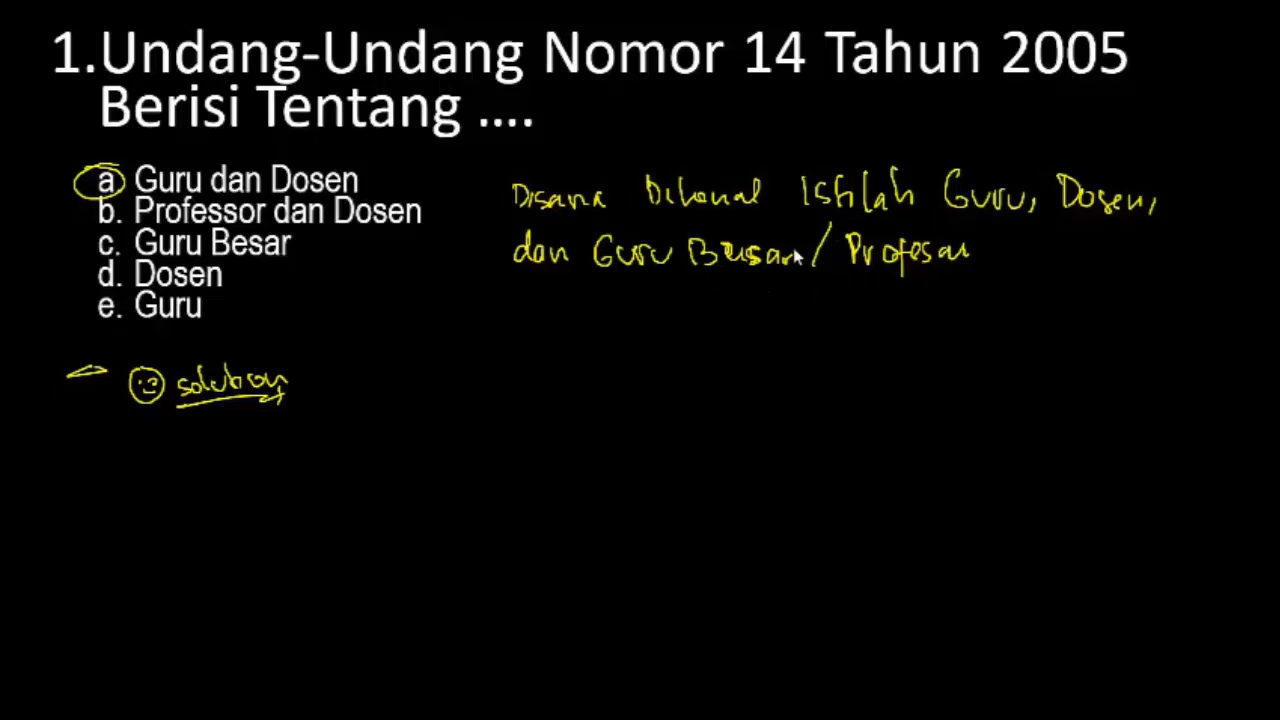 1.Undang-Undang Nomor 14 Tahun 2005
Berisi Tentang ....
a Guru dan Dosen
b. Professor dan Dosen
c. Guru Besar
d. Dosen
e. Guru
Disana Dikenal Istilah Guru, Dosen,
dan Guru Besar / Profesar
solution